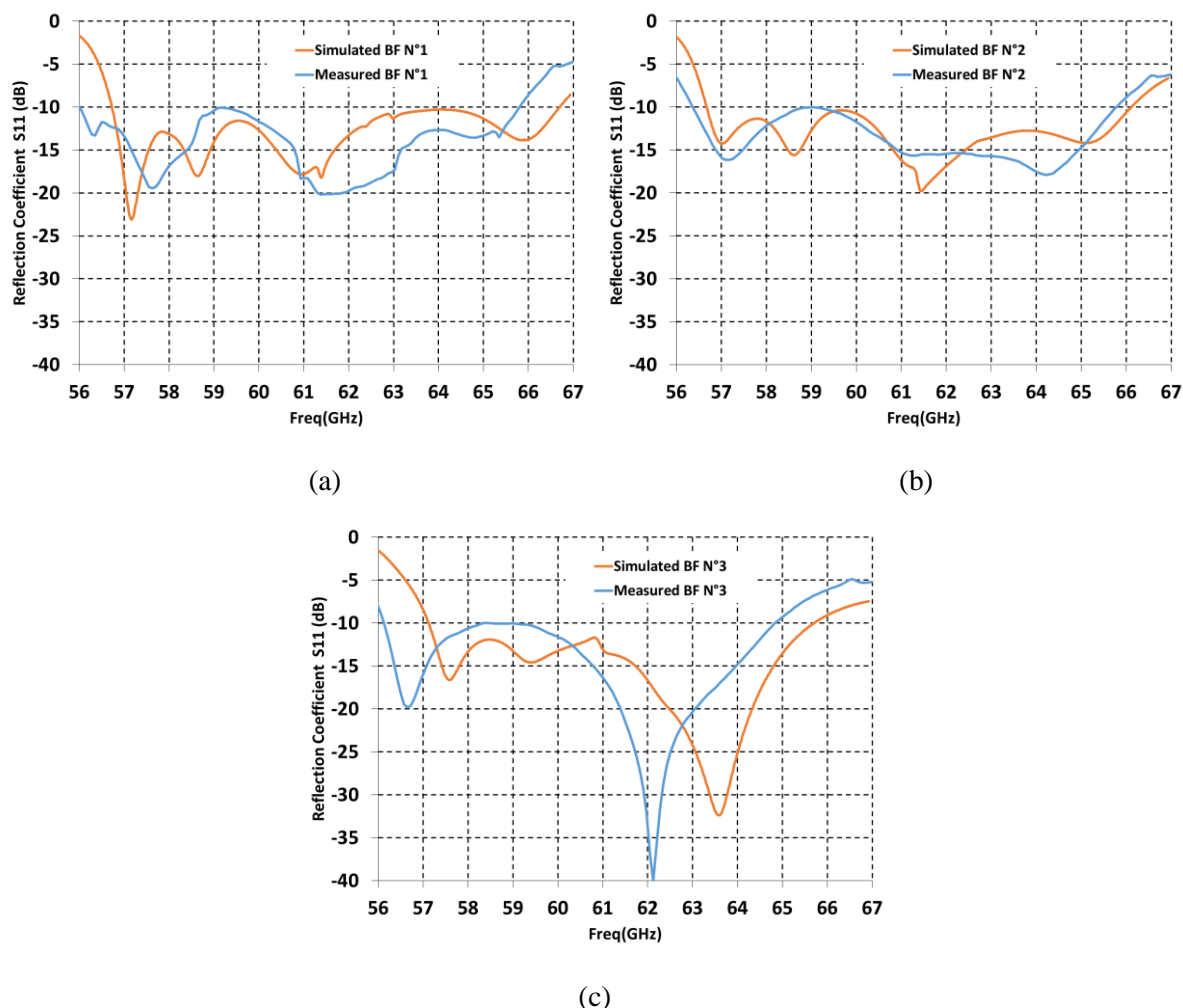 Reflection Coefficient S11 (dB)
0
-5
-10
-15
-20
-25
-30
-35
-40
Simulated BF N°1
Measured BF N°1
56 57 58 59 60 61 62 63 64 65 66 67
Freq(GHz)
(a)
Reflection Coefficient S11 (dB)
0
-5
-10
-15
-20
-25
-30
-35
-40
Simulated BF N°2
Measured BF N°2
56 57 58 59 60 61 62 63 64 65 66 67
Freq(GHz)
(b)
Reflection Coefficient S11 (dB)
0
-5
-10
-15
-20
-25
-30
-35
-40
Simulated BF N°3
Measured BF N°3
56 57 58 59 60 61 62 63 64 65 66 67
Freq(GHz)
(c)